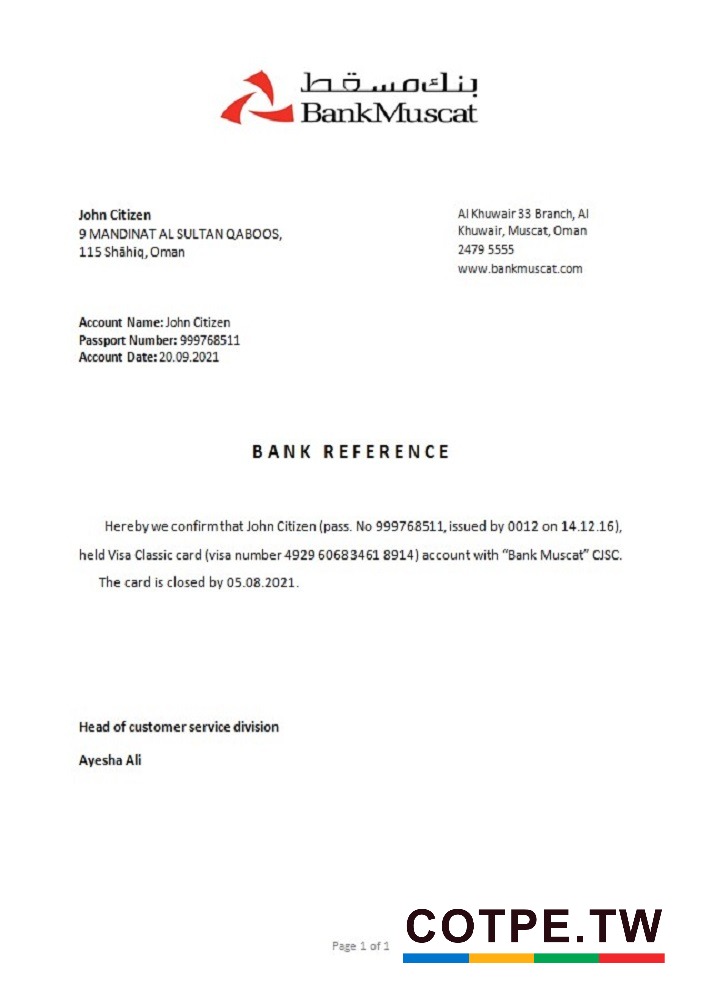 بنك مسقط
BankMuscat
John Citizen
9 MANDINAT AL SULTAN QABOOS,
115 Shāhiq, Oman
Al Khuwair 33 Branch, Al
Khuwair, Muscat, Oman
2479 5555
www.bankmuscat.com
Account Name: John Citizen
Passport Number: 999768511
Account Date: 20.09.2021
BANK REFERENCE
Hereby we confirm that John Citizen (pass. No 999768511, issued by 0012 on 14.12.16),
held Visa Classic card (visa number 4929 6068 3461 8914) account with “Bank Muscat” CJSC.
The card is closed by 05.08.2021.
Head of customer service division
Ayesha Ali
Page 1 of 1
COTPE.TW